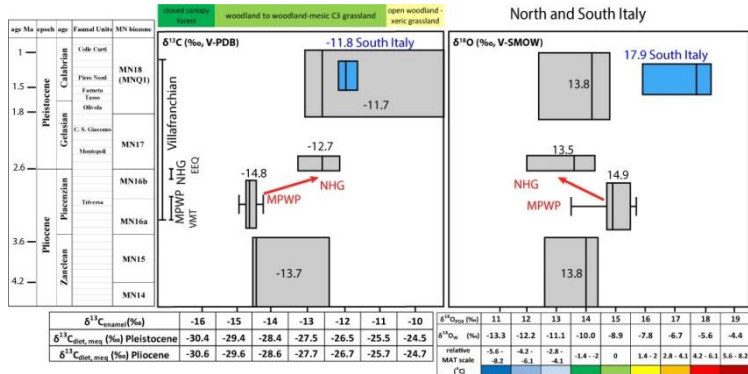 closed canopy forest
woodland to woodland-mesic C3 grassland
open woodland - xeric grassland
North and South Italy
age Ma epoch age Faunal Units MN biozone
δ¹³C (‰, V-PDB)
-11.8 South Italy
δ¹⁸O (‰, V-SMOW)
17.9 South Italy
1
1.5
1.8
2.6
3.6
4.2
Pleistocene
Pliocene
Calabrian
Gelasian
Piacenzian
Zanclean
Colle Curti
Pirro Nord
Farneta
Tasso
Olivola
C. S. Giacomo
Montopoli
Triversa
MN18
(MNQ1)
MN17
MN16b
MN16a
MN15
MN14
Villafranchian
NHG
EEQ
MPWP
VMT
-11.7
-12.7
-14.8
NHG
MPWP
-13.7
13.8
13.5
14.9
NHG
MPWP
13.8
δ¹³Cenamel(‰) -16 -15 -14 -13 -12 -11 -10
δ¹³Cdiet, meq (‰) Pleistocene -30.4 -29.4 -28.4 -27.5 -26.5 -25.5 -24.5
δ¹³Cdiet, meq (‰) Pliocene -30.6 -29.6 -28.6 -27.7 -26.7 -25.7 -24.7
δ¹⁸O (‰) 11 12 13 14 15 16 17 18 19
δ¹⁸O (‰) -13.3 -12.2 -11.1 -10.0 -8.9 -7.8 -6.7 -5.6 -4.4
relative MAT scale (°C) -5.6 - -8.2 -4.2 - -6.1 -2.8 - -4.1 -1.4 - -2 0 1.4 - 2 2.8 - 4.1 4.2 - 6.1 5.6 - 8.2